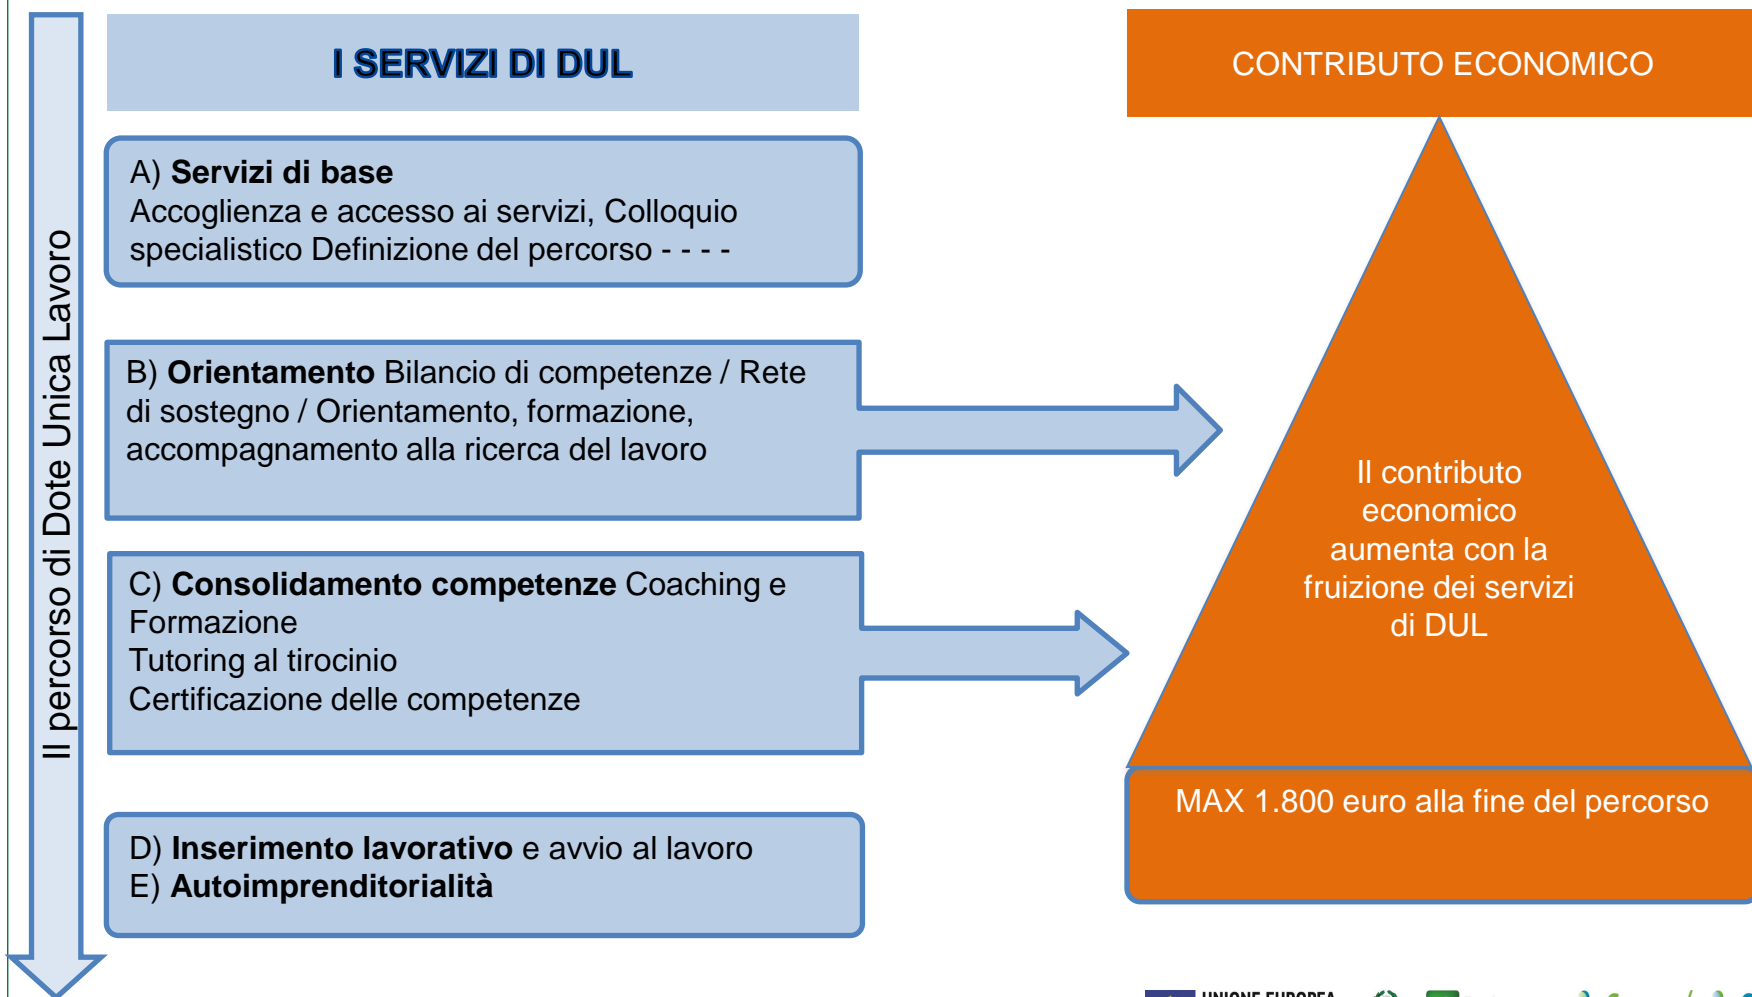 I SERVIZI DI DUL
CONTRIBUTO ECONOMICO
Il percorso di Dote Unica Lavoro
A) Servizi di base
Accoglienza e accesso ai servizi, Colloquio
specialistico Definizione del percorso - - - -
B) Orientamento Bilancio di competenze / Rete
di sostegno / Orientamento, formazione,
accompagnamento alla ricerca del lavoro
C) Consolidamento competenze Coaching e
Formazione
Tutoring al tirocinio
Certificazione delle competenze
D) Inserimento lavorativo e avvio al lavoro
E) Autoimprenditorialità
Il contributo
economico
aumenta con la
fruizione dei servizi
di DUL
MAX 1.800 euro alla fine del percorso
UNIONE EUROPEA